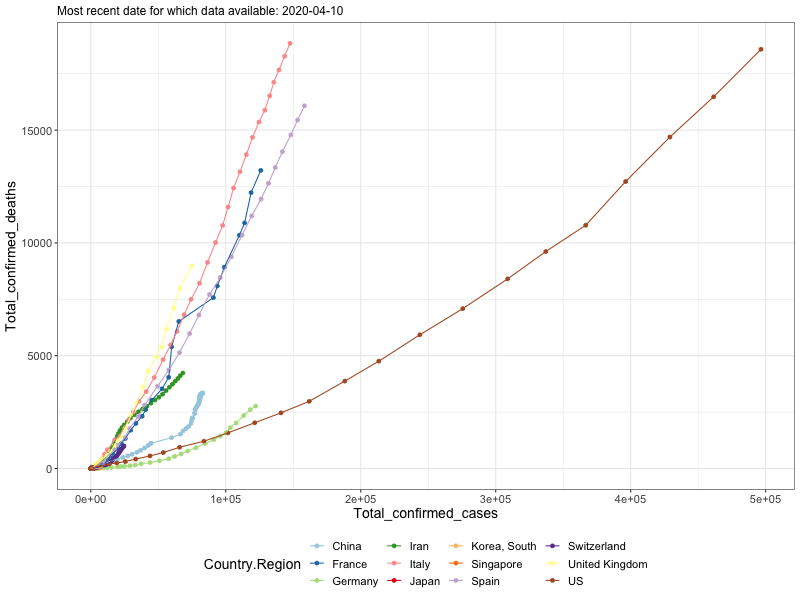 Most recent date for which data available: 2020-04-10
Total_confirmed_deaths
15000
10000
5000
0
0e+00 1e+05 2e+05 3e+05 4e+05 5e+05
Total_confirmed_cases
Country.Region
China Iran Korea, South Switzerland
France Italy Singapore United Kingdom
Germany Japan Spain US